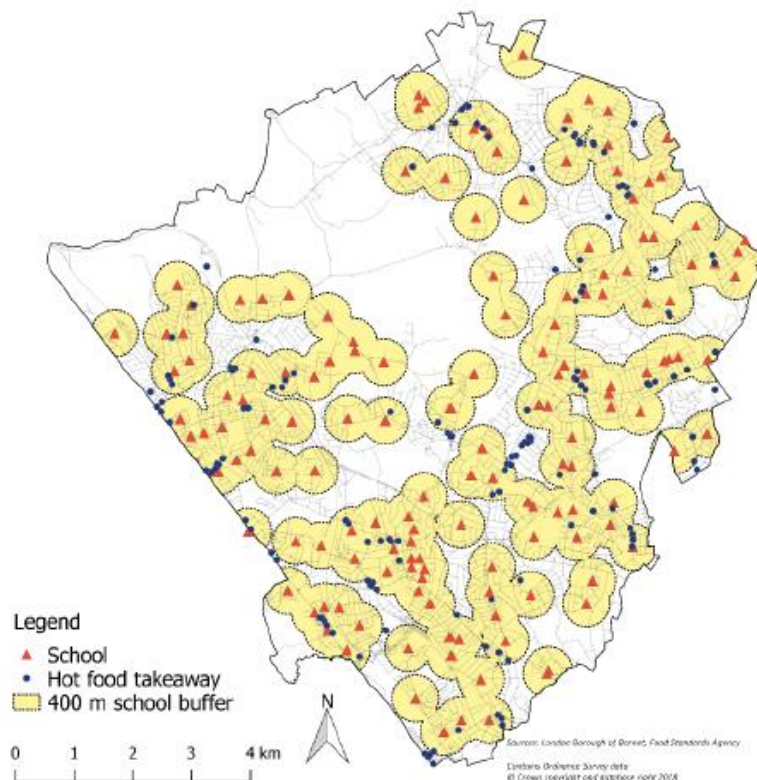 Legend
School
Hot food takeaway
400 m school buffer
N
0 1 2 3 4 km
Sources: London Borough of Barnet, Food Standards Agency
Contains Ordnance Survey data
© Crown copyright and database right 2018